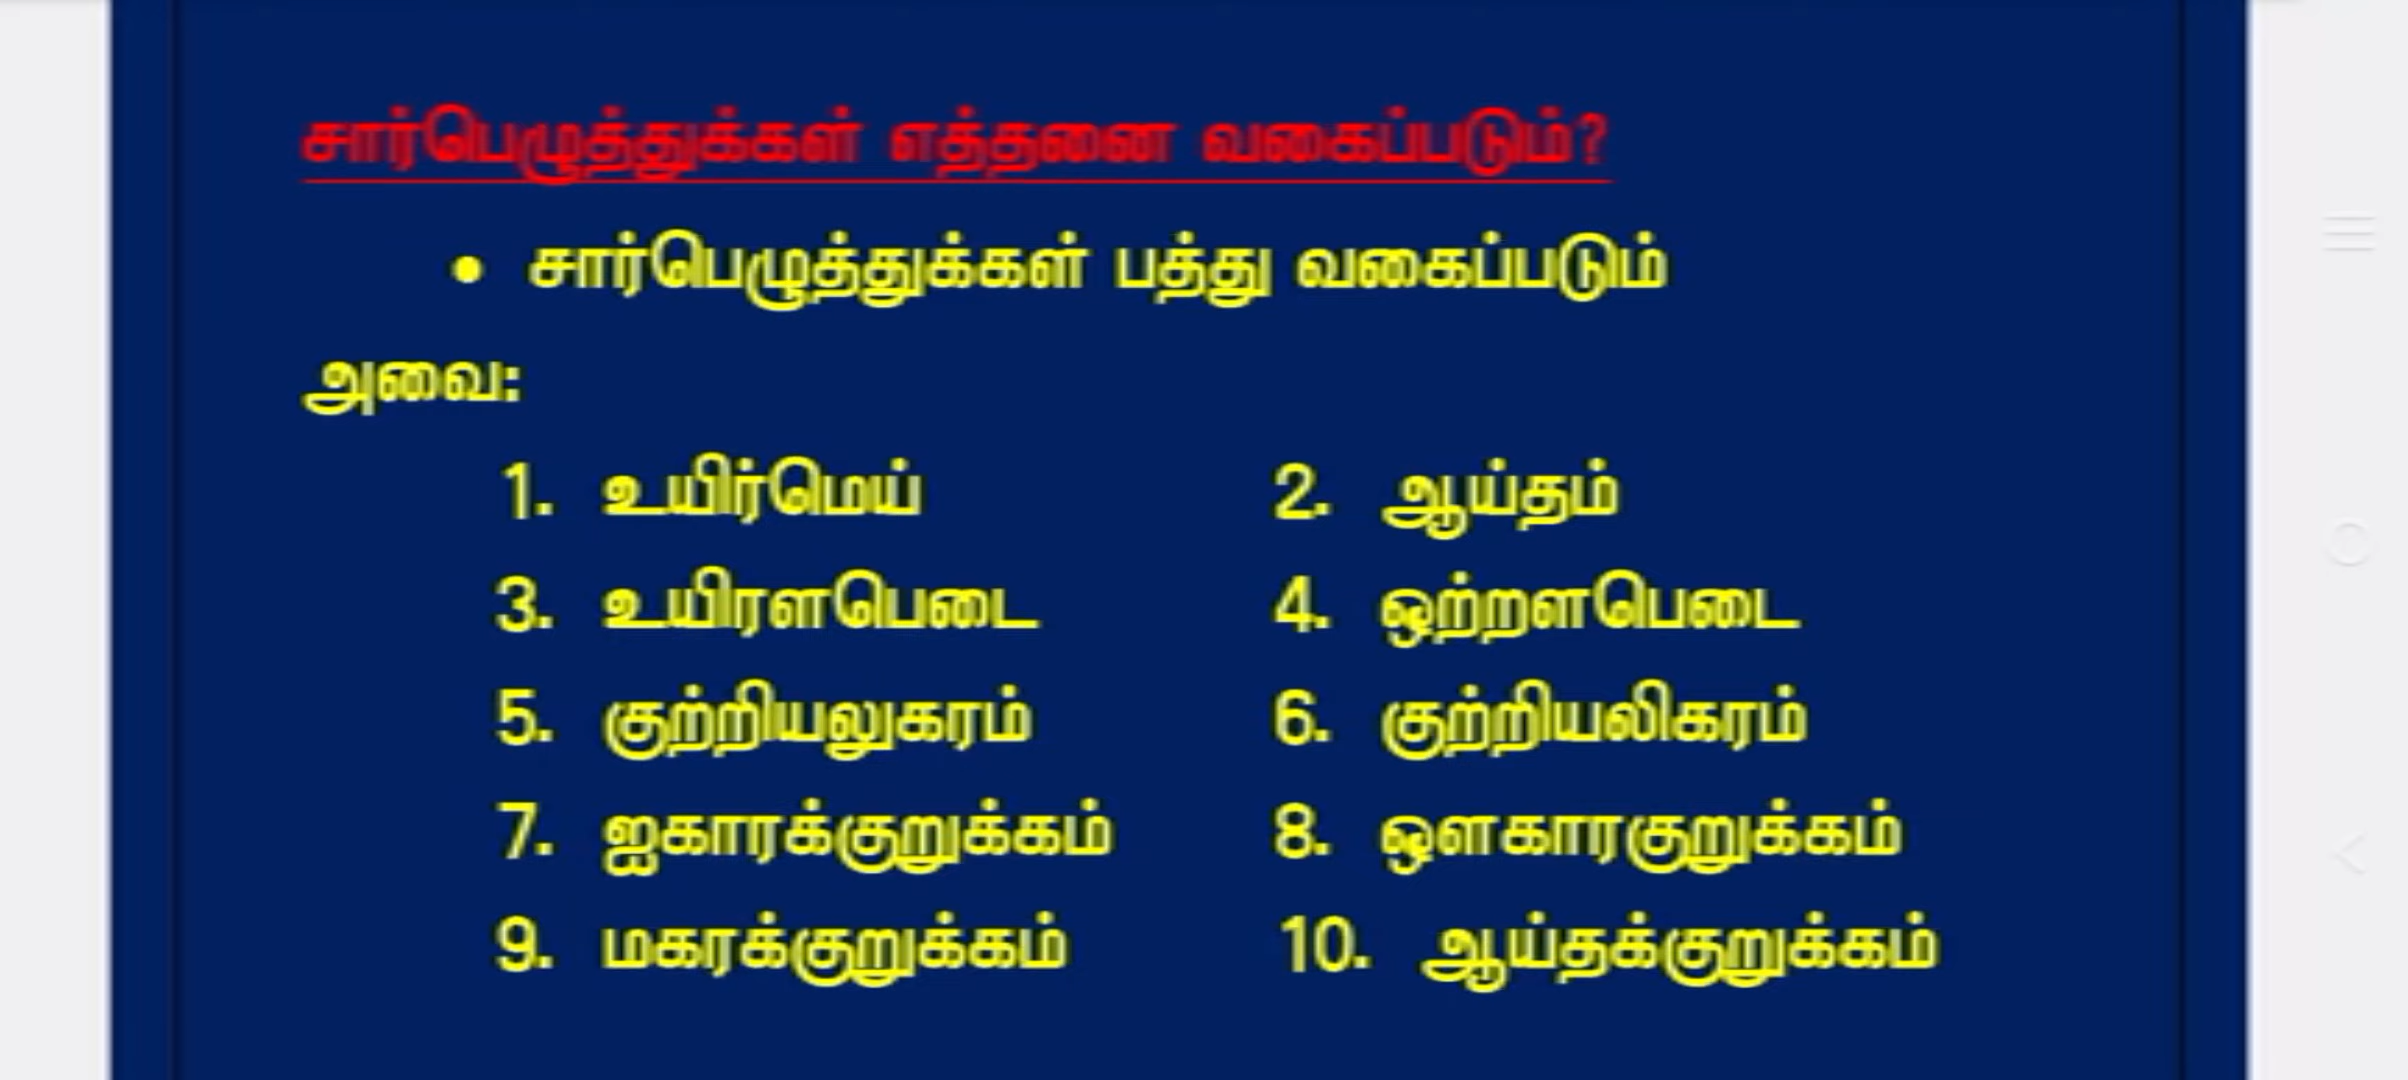 சார்பெழுத்துக்கள் எத்தனை வகைப்படும்?
• சார்பெழுத்துக்கள் பத்து வகைப்படும்
அவை:
1. உயிர்மெய் 2. ஆய்தம்
3. உயிரளபெடை 4. ஒற்றளபெடை
5. குற்றியலுகரம் 6. குற்றியலிகரம்
7. ஐகாரக்குறுக்கம் 8. ஔகாரகுறுக்கம்
9. மகரக்குறுக்கம் 10. ஆய்தக்குறுக்கம்